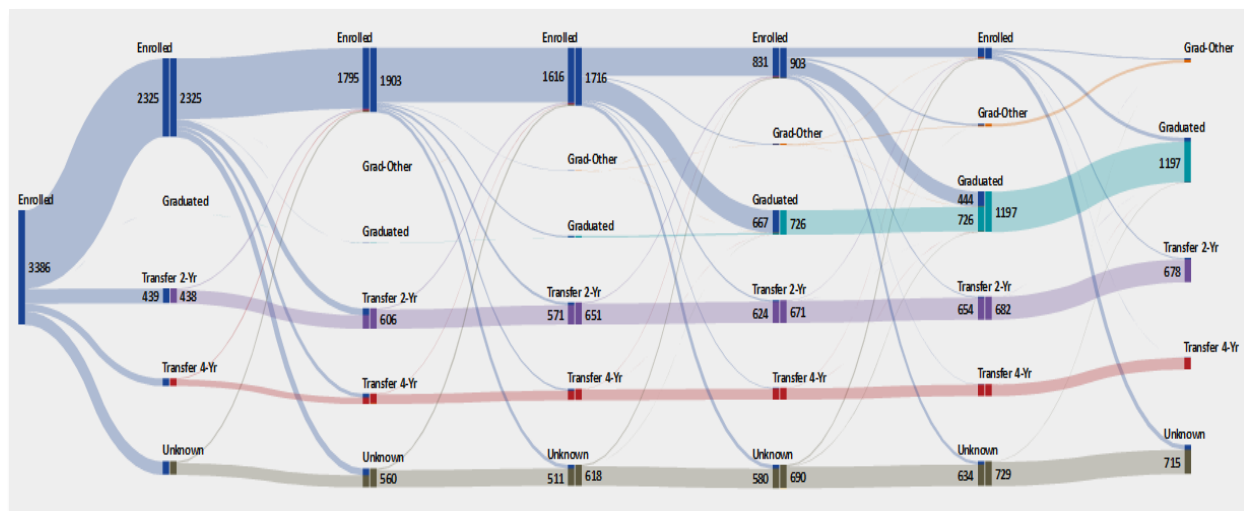 Enrolled
3386
Enrolled
2325 2325
Graduated
Transfer 2-Yr
439 438
Transfer 4-Yr
Unknown
Enrolled
1795 1903
Grad-Other
Graduated
Transfer 2-Yr
606
Transfer 4-Yr
Unknown
560
Enrolled
1616 1716
Grad-Other
Graduated
Transfer 2-Yr
571 651
Transfer 4-Yr
Unknown
511 618
Enrolled
831 903
Grad-Other
Graduated
667 726
Transfer 2-Yr
624 671
Transfer 4-Yr
Unknown
580 690
Enrolled
Grad-Other
Graduated
444
726 1197
Transfer 2-Yr
654 682
Transfer 4-Yr
Unknown
634 729
Grad-Other
Graduated
1197
Transfer 2-Yr
678
Transfer 4-Yr
Unknown
715